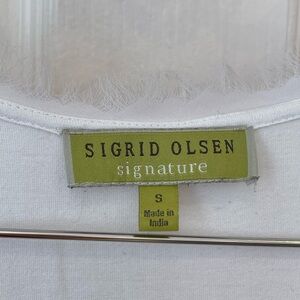 SIGRID OLSEN
signature
S
Made in
India